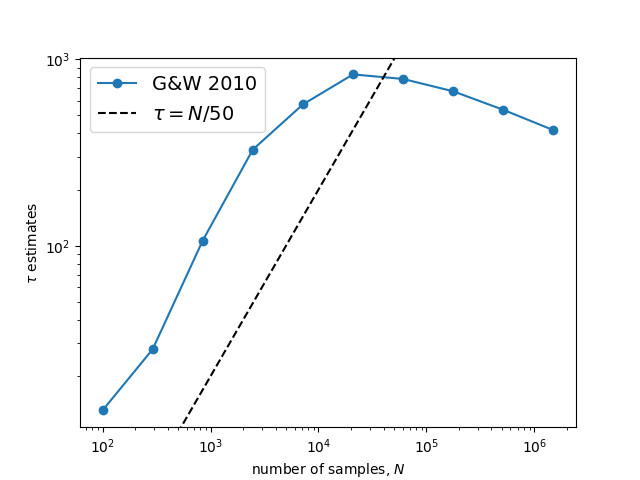 10³
G&W 2010
τ = N/50
10²
τ estimates
10² 10³ 10⁴ 10⁵ 10⁶
number of samples, N